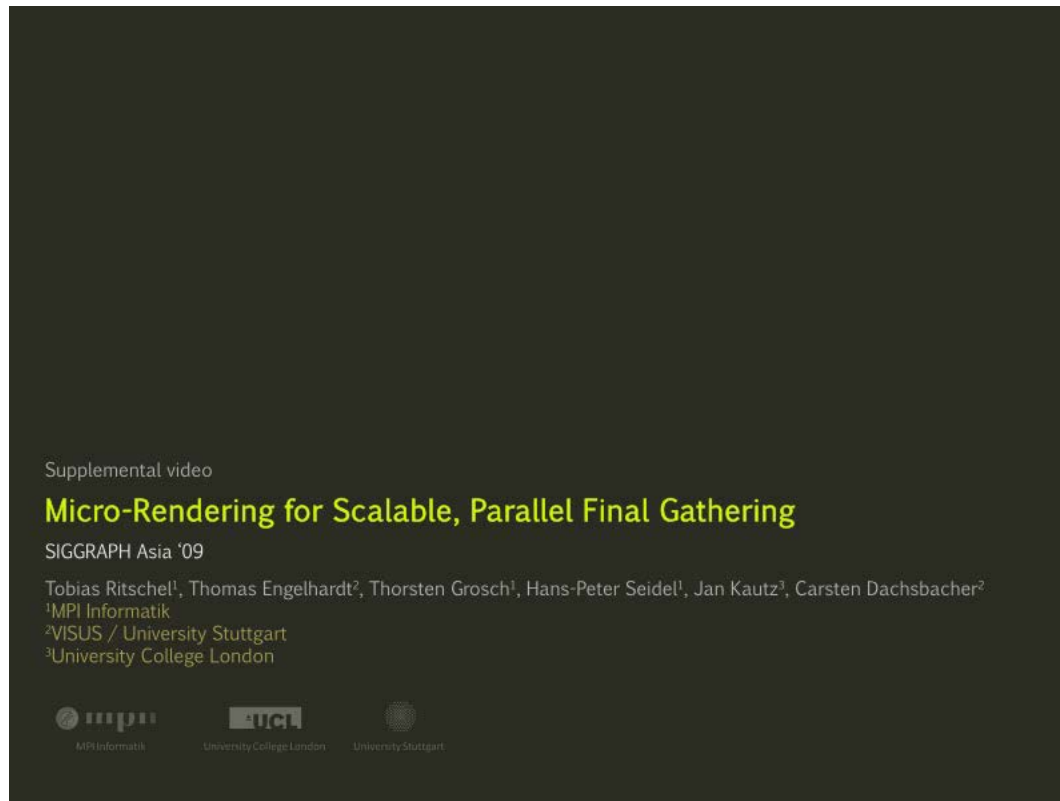 Supplemental video
Micro-Rendering for Scalable, Parallel Final Gathering
SIGGRAPH Asia ‘09
Tobias Ritschel¹, Thomas Engelhardt², Thorsten Grosch¹, Hans-Peter Seidel¹, Jan Kautz³, Carsten Dachsbacher²
¹MPI Informatik
²VISUS / University Stuttgart
³University College London
UCL
MPI Informatik University College London University Stuttgart